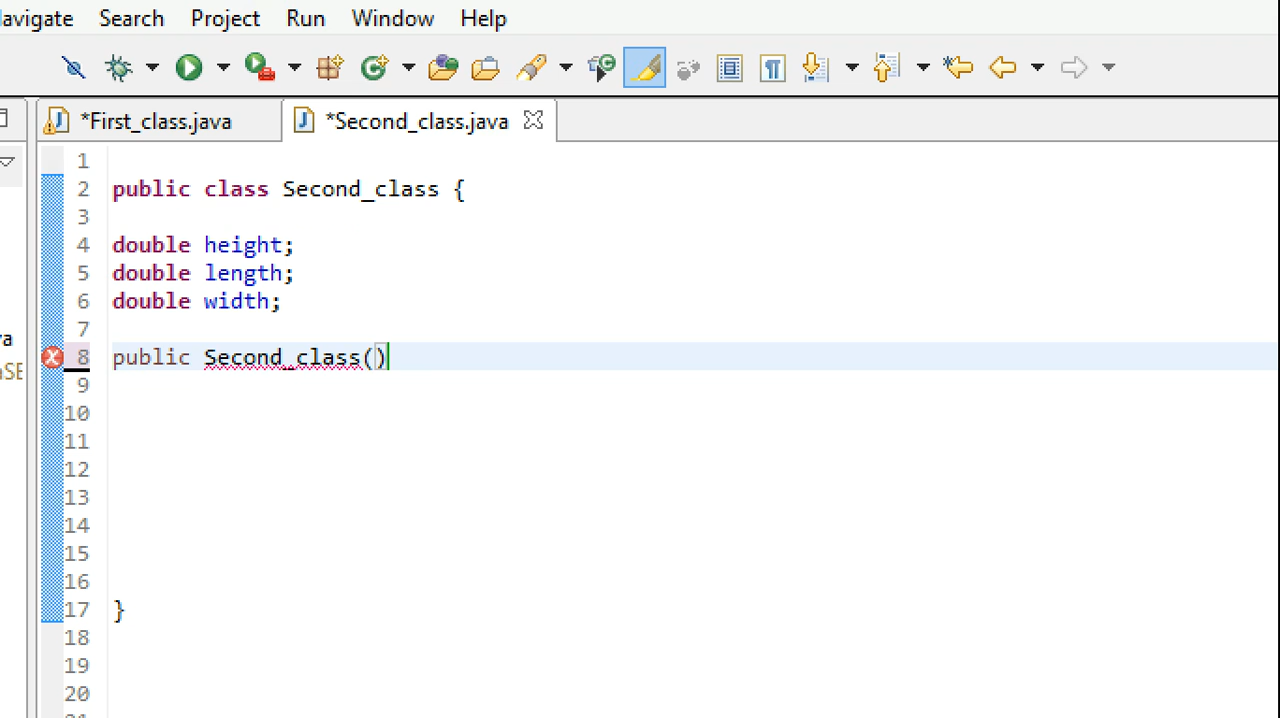 avigate Search Project Run Window Help
*First_class.java *Second_class.java
1
2 public class Second_class {
3
4 double height;
5 double length;
6 double width;
7
8 public Second_class()
9
10
11
12
13
14
15
16
17 }
18
19
20